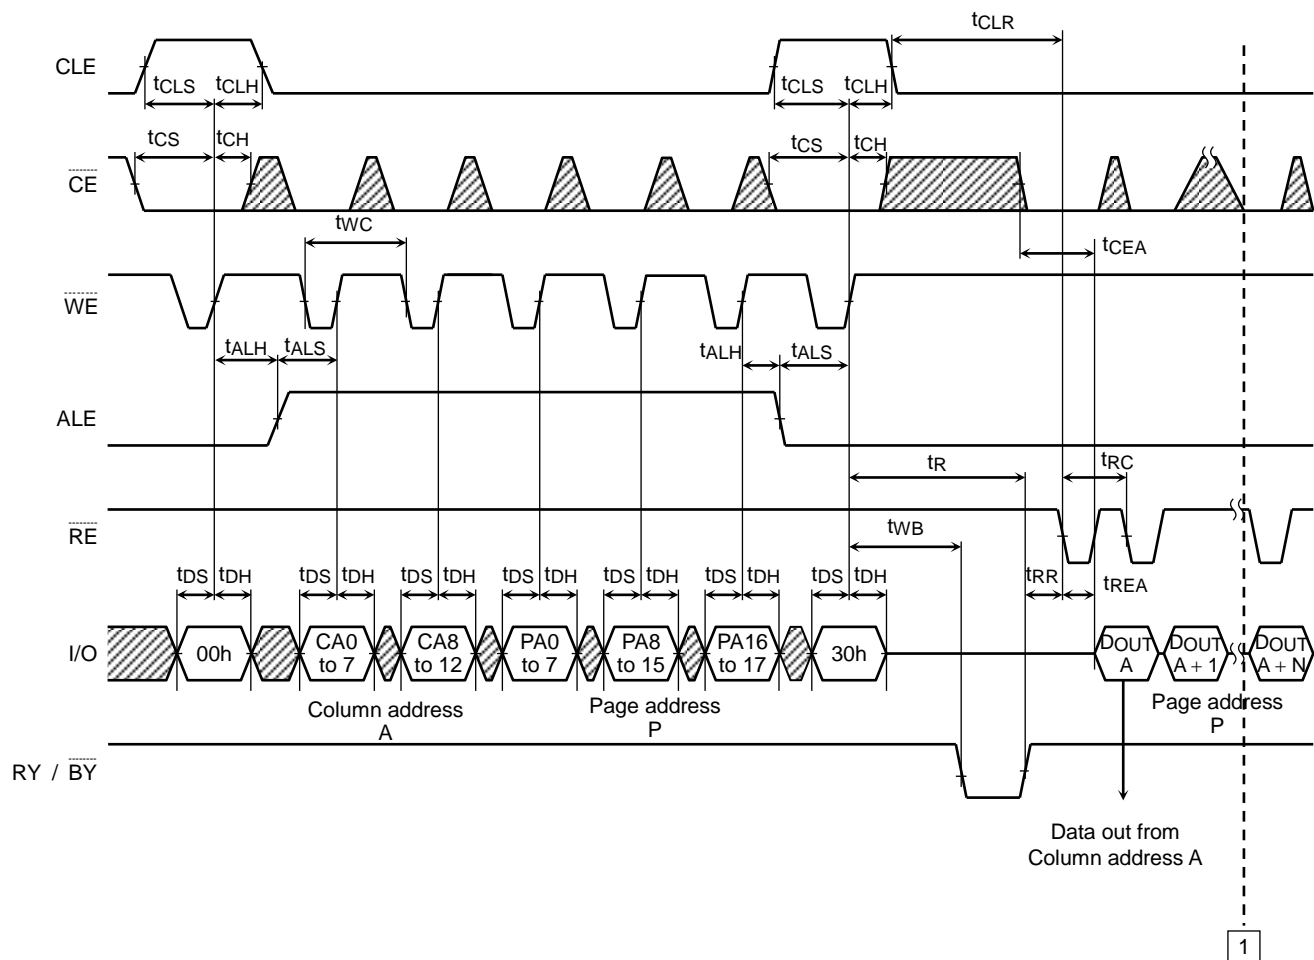 tCLR
CLE
tCLS tCLH tCLS tCLH
tCS tCH tCS tCH
CE
tWC
tCEA
WE
tALH tALS tALH tALS
ALE
tR tRC
RE
tWB
tDS tDH tDS tDH tDS tDH tDS tDH tDS tDH tDS tDH tDS tDH tRR tREA
I/O 00h CA0 to 7 CA8 to 12 PA0 to 7 PA8 to 15 PA16 to 17 30h DOUT A DOUT A + 1 DOUT A + N
Column address A
Page address P
Page address P
RY / BY
Data out from
Column address A
1